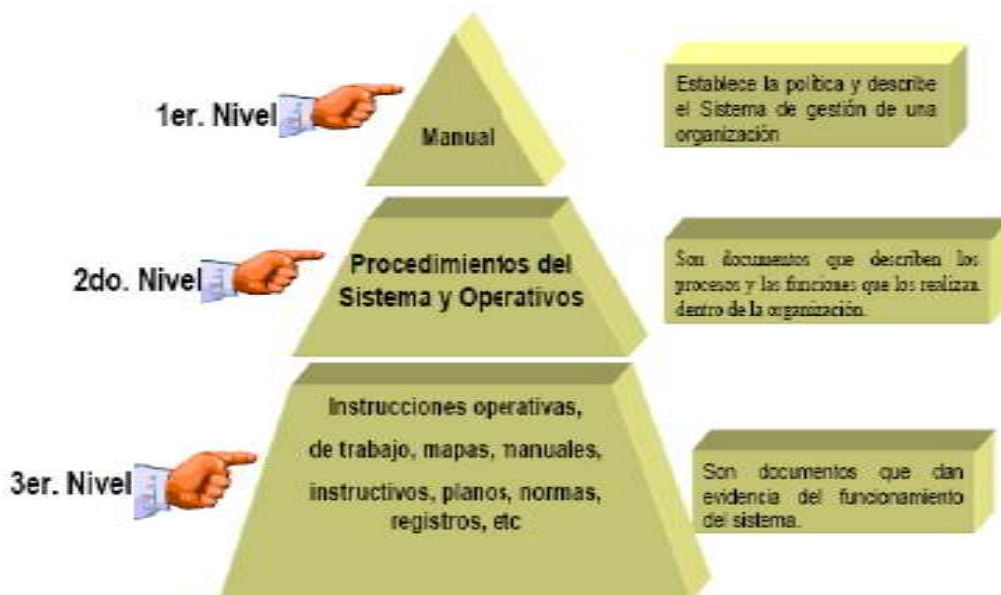 1er. Nivel
Manual
Establece la política y describe
el Sistema de gestión de una
organización
2do. Nivel
Procedimientos del
Sistema y Operativos
Son documentos que describen los
procesos y las funciones que los realizan
dentro de la organización.
3er. Nivel
Instrucciones operativas,
de trabajo, mapas, manuales,
instructivos, planos, normas,
registros, etc
Son documentos que dan
evidencia del funcionamiento
del sistema.